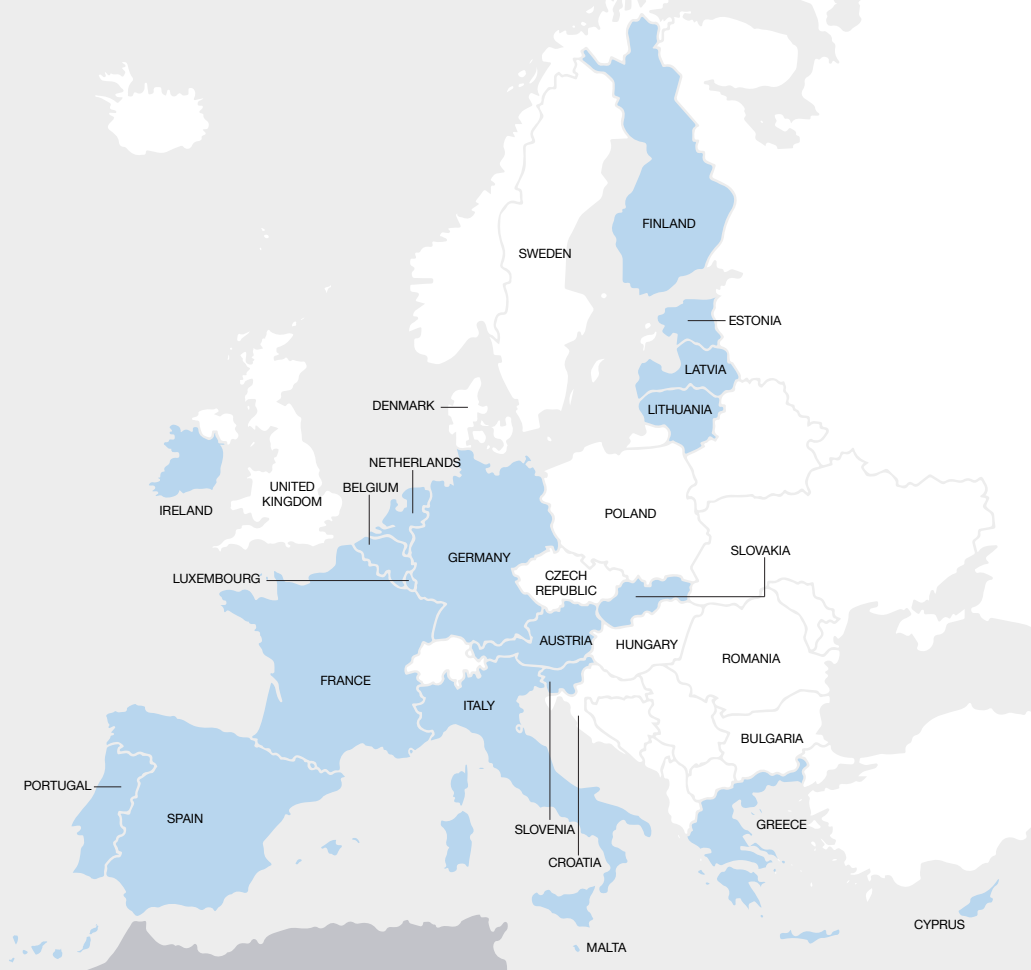 FINLAND
SWEDEN
ESTONIA
LATVIA
DENMARK
LITHUANIA
NETHERLANDS
BELGIUM
UNITED
KINGDOM
IRELAND
POLAND
SLOVAKIA
GERMANY
LUXEMBOURG
CZECH
REPUBLIC
AUSTRIA
HUNGARY
ROMANIA
FRANCE
ITALY
BULGARIA
PORTUGAL
SPAIN
GREECE
SLOVENIA
CROATIA
CYPRUS
MALTA